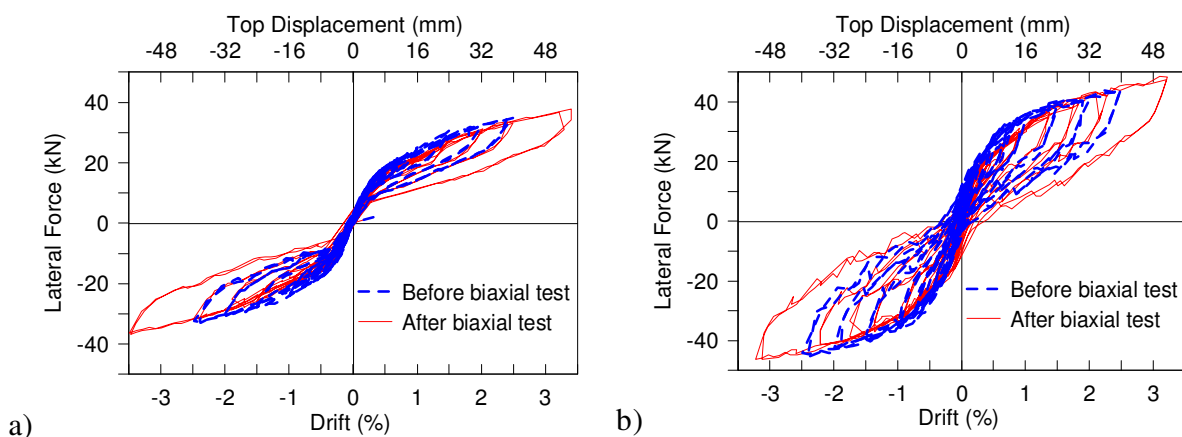 Top Displacement (mm)
-48 -32 -16 0 16 32 48
40
20
0
-20
-40
Lateral Force (kN)
Before biaxial test
After biaxial test
-3 -2 -1 0 1 2 3
Drift (%)
a)
Top Displacement (mm)
-48 -32 -16 0 16 32 48
40
20
0
-20
-40
Lateral Force (kN)
Before biaxial test
After biaxial test
-3 -2 -1 0 1 2 3
Drift (%)
b)